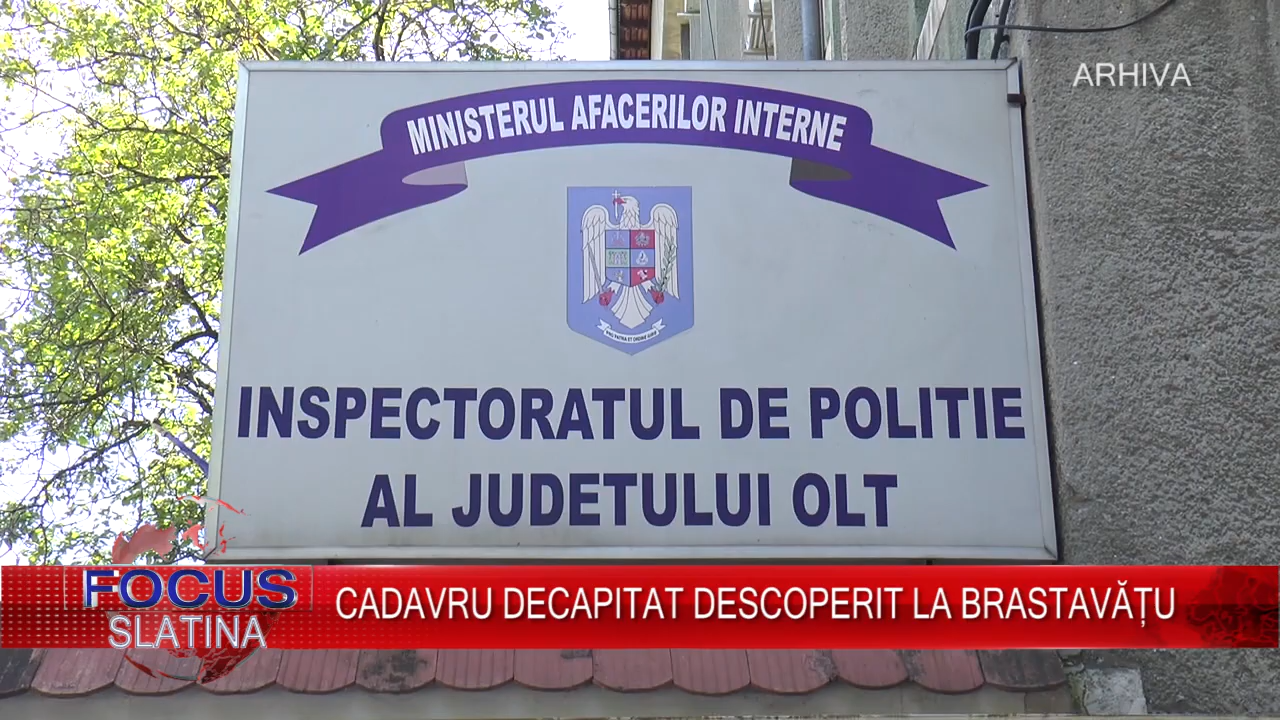 ARHIVA
MINISTERUL AFACERILOR INTERNE
INSPECTORATUL DE POLITIE
AL JUDETULUI OLT
FOCUS
SLATINA
CADAVRU DECAPITAT DESCOPERIT LA BRASTAVĂȚU